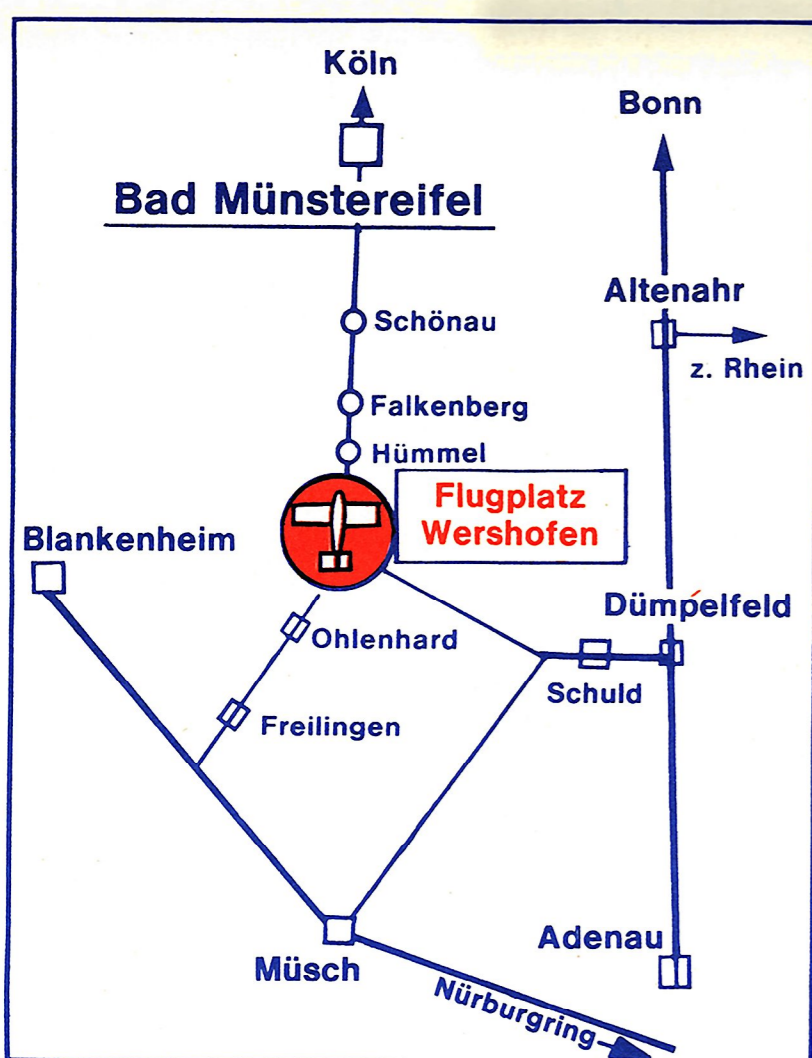 Köln
Bonn
Bad Münstereifel
Altenahr
Schönau
z. Rhein
Falkenberg
Hümmel
Flugplatz
Wershofen
Blankenheim
Dümpelfeld
Ohlenhard
Schuld
Freilingen
Adenau
Müsch
Nürburgring